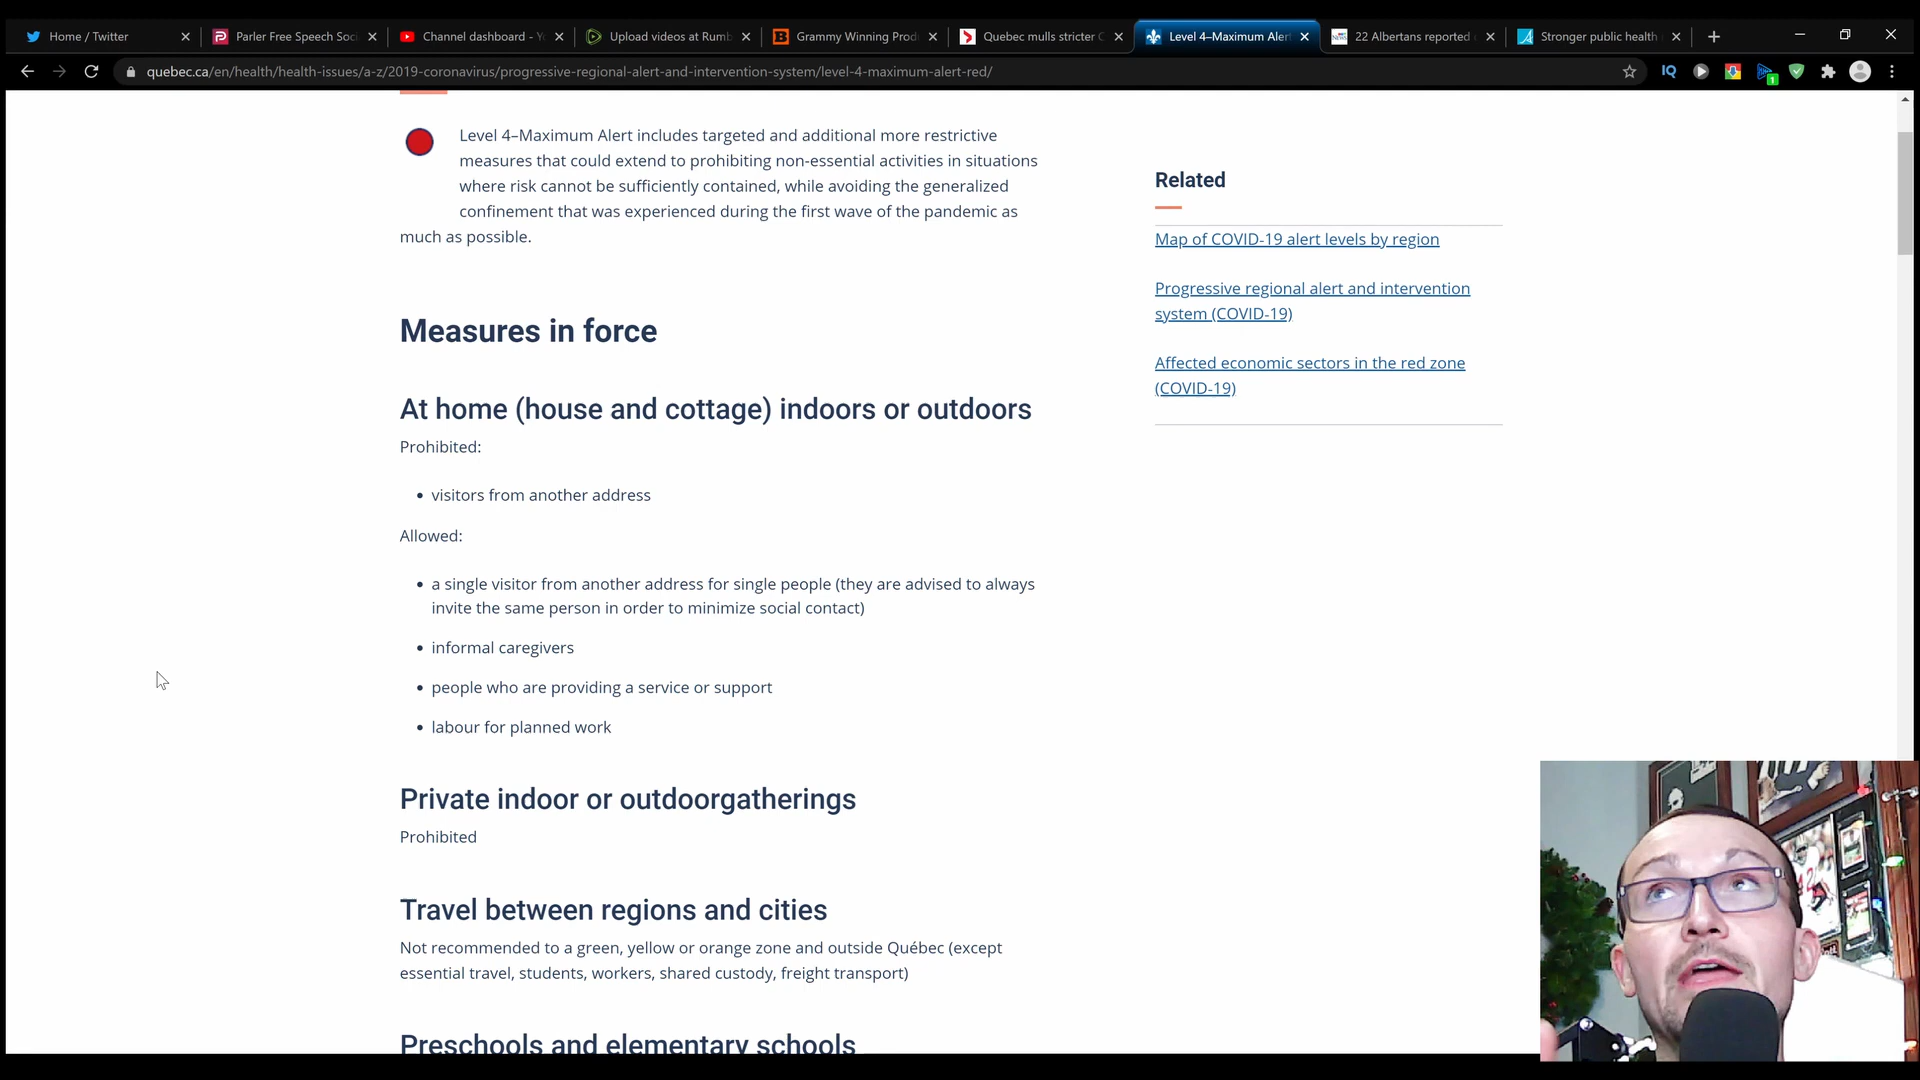 Home / Twitter
Parler Free Speech Soci
Channel dashboard - Yo
Upload videos at Rumb
Grammy Winning Prod
Quebec mulls stricter C
Level 4–Maximum Aler
22 Albertans reported
Stronger public health
quebec.ca/en/health/health-issues/a-z/2019-coronavirus/progressive-regional-alert-and-intervention-system/level-4-maximum-alert-red/
IQ
1
Level 4–Maximum Alert includes targeted and additional more restrictive
measures that could extend to prohibiting non-essential activities in situations
where risk cannot be sufficiently contained, while avoiding the generalized
confinement that was experienced during the first wave of the pandemic as
much as possible.
Measures in force
At home (house and cottage) indoors or outdoors
Prohibited:
• visitors from another address
Allowed:
• a single visitor from another address for single people (they are advised to always
invite the same person in order to minimize social contact)
• informal caregivers
• people who are providing a service or support
• labour for planned work
Private indoor or outdoorgatherings
Prohibited
Travel between regions and cities
Not recommended to a green, yellow or orange zone and outside Québec (except
essential travel, students, workers, shared custody, freight transport)
Preschools and elementary schools
Related
Map of COVID-19 alert levels by region
Progressive regional alert and intervention
system (COVID-19)
Affected economic sectors in the red zone
(COVID-19)